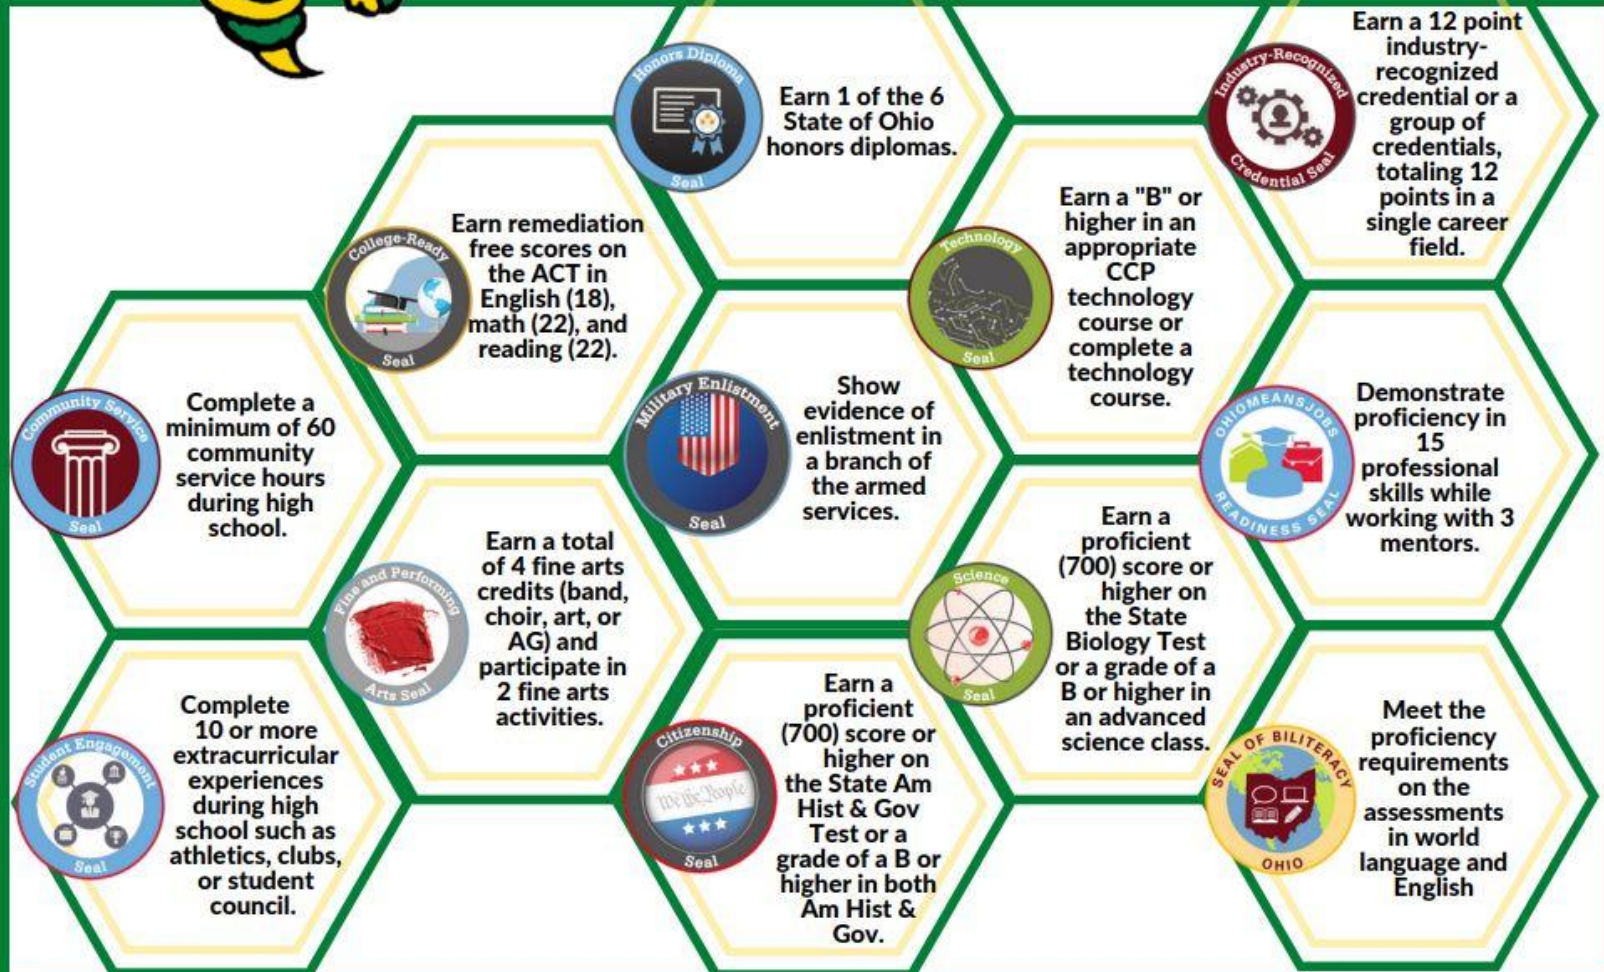 Honors Diploma
Seal
Earn 1 of the 6
State of Ohio
honors diplomas.
Industry-Recognized
Credential Seal
Earn a 12 point
industry-
recognized
credential or a
group of
credentials,
totaling 12
points in a
single career
field.
College-Ready
Seal
Earn remediation
free scores on
the ACT in
English (18),
math (22), and
reading (22).
Technology
Seal
Earn a "B" or
higher in an
appropriate
CCP
technology
course or
complete a
technology
course.
Community Service
Seal
Complete a
minimum of 60
community
service hours
during high
school.
Military Enlistment
Seal
Show
evidence of
enlistment in
a branch of
the armed
services.
OHIOMEANSJOBS
READINESS SEAL
Demonstrate
proficiency in
15
professional
skills while
working with 3
mentors.
Fine and Performing
Arts Seal
Earn a total
of 4 fine arts
credits (band,
choir, art, or
AG) and
participate in
2 fine arts
activities.
Science
Seal
Earn a
proficient
(700) score or
higher on
the State
Biology Test
or a grade of a
B or higher in
an advanced
science class.
Student Engagement
Seal
Complete
10 or more
extracurricular
experiences
during high
school such as
athletics, clubs,
or student
council.
Citizenship
We the People
Seal
Earn a
proficient
(700) score or
higher on
the State Am
Hist & Gov
Test or a
grade of a B or
higher in both
Am Hist &
Gov.
SEAL OF BILITERACY
OHIO
Meet the
proficiency
requirements
on the
assessments
in world
language and
English